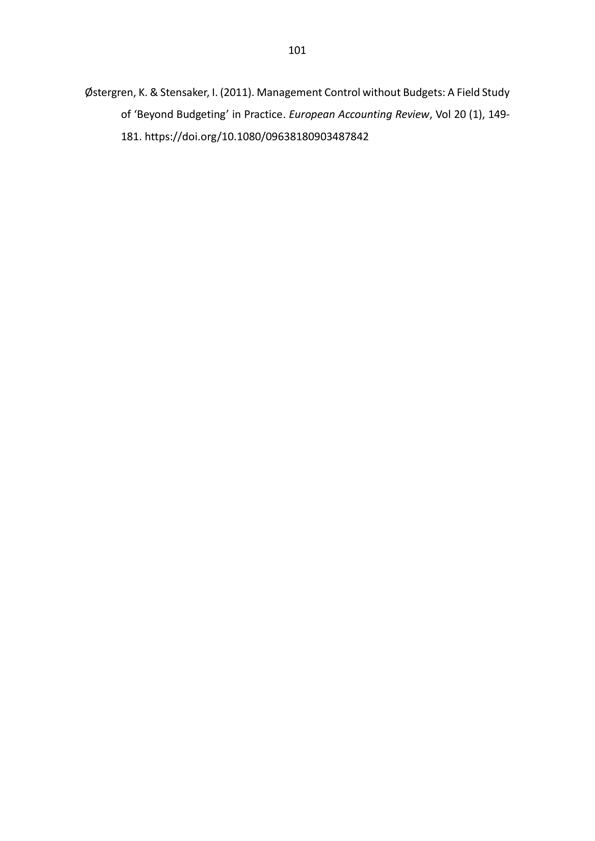 101
Østergren, K. & Stensaker, I. (2011). Management Control without Budgets: A Field Study
of ‘Beyond Budgeting’ in Practice. European Accounting Review, Vol 20 (1), 149-
181. https://doi.org/10.1080/09638180903487842